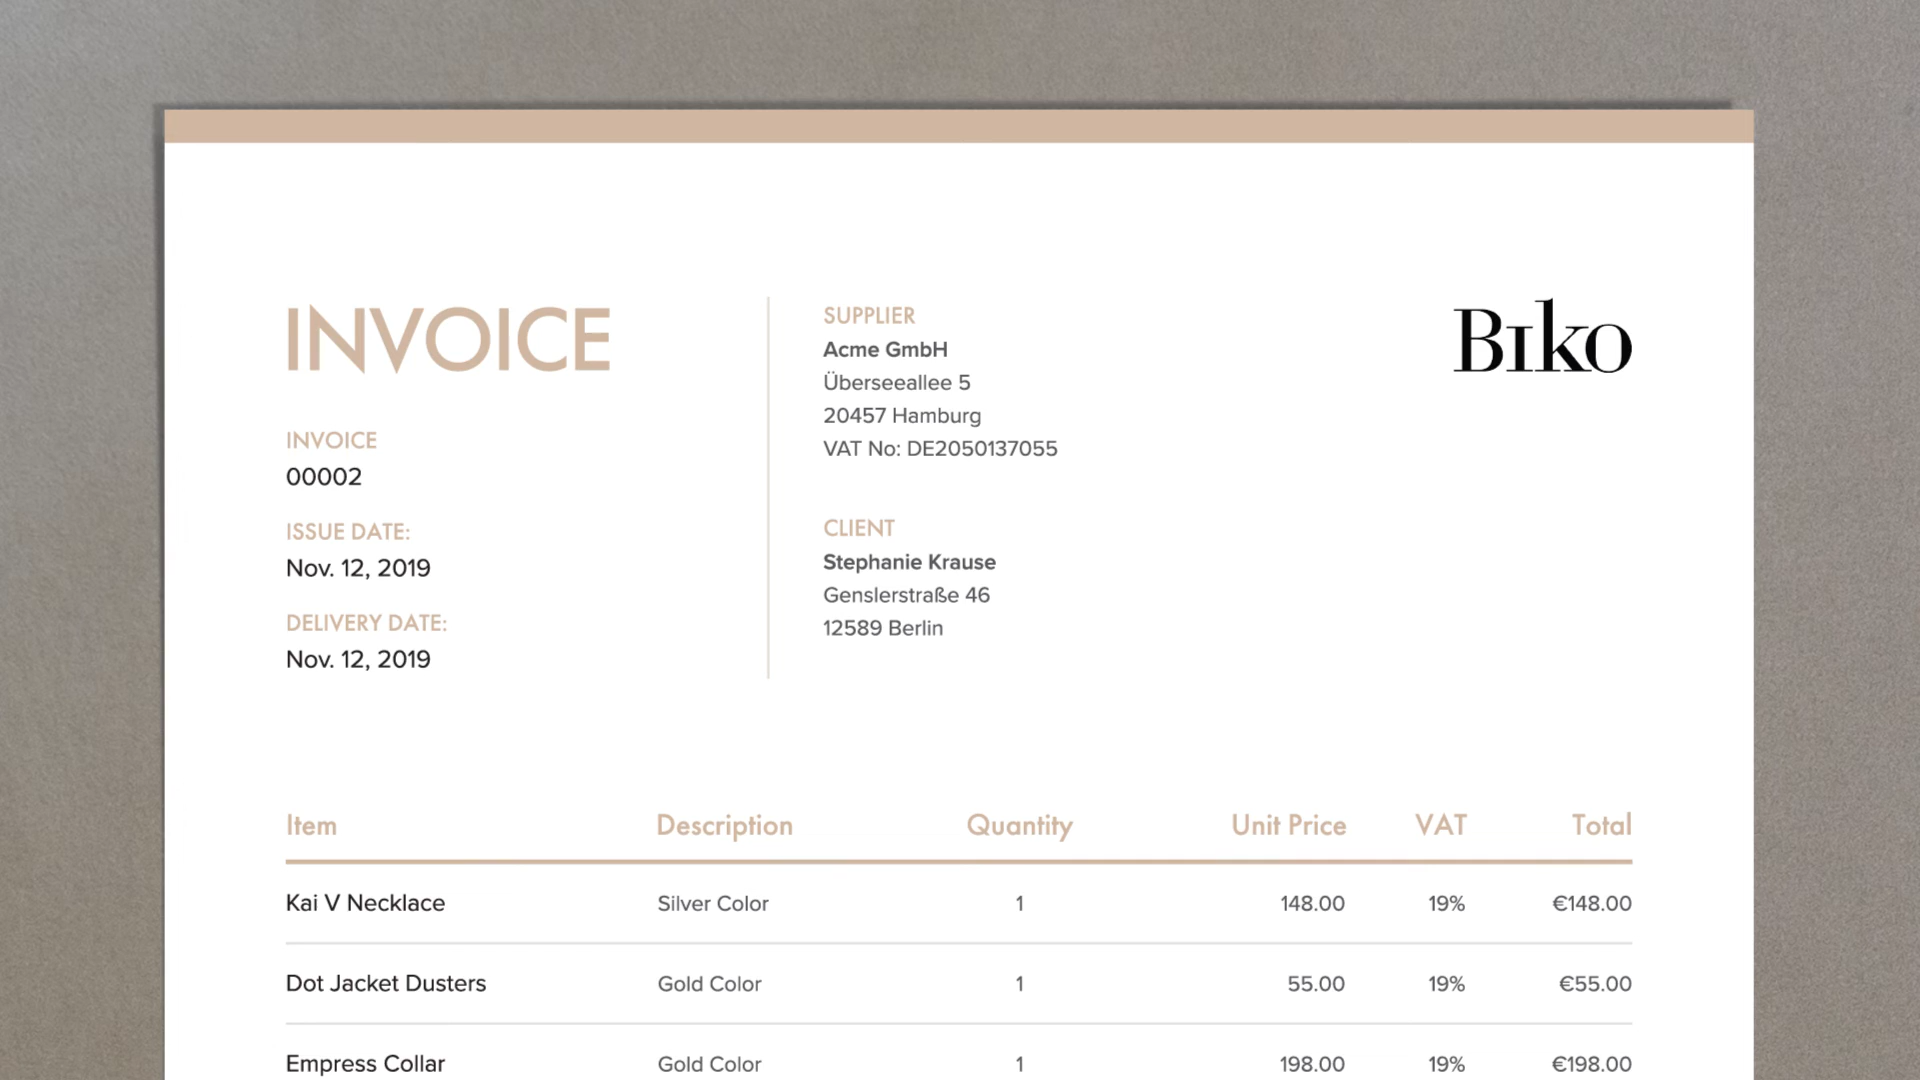 INVOICE
INVOICE
00002
ISSUE DATE:
Nov. 12, 2019
DELIVERY DATE:
Nov. 12, 2019
SUPPLIER
Acme GmbH
Überseeallee 5
20457 Hamburg
VAT No: DE2050137055
CLIENT
Stephanie Krause
Genslerstraße 46
12589 Berlin
Bıko
Item Description Quantity Unit Price VAT Total
Kai V Necklace Silver Color 1 148.00 19% €148.00
Dot Jacket Dusters Gold Color 1 55.00 19% €55.00
Empress Collar Gold Color 1 198.00 19% €198.00